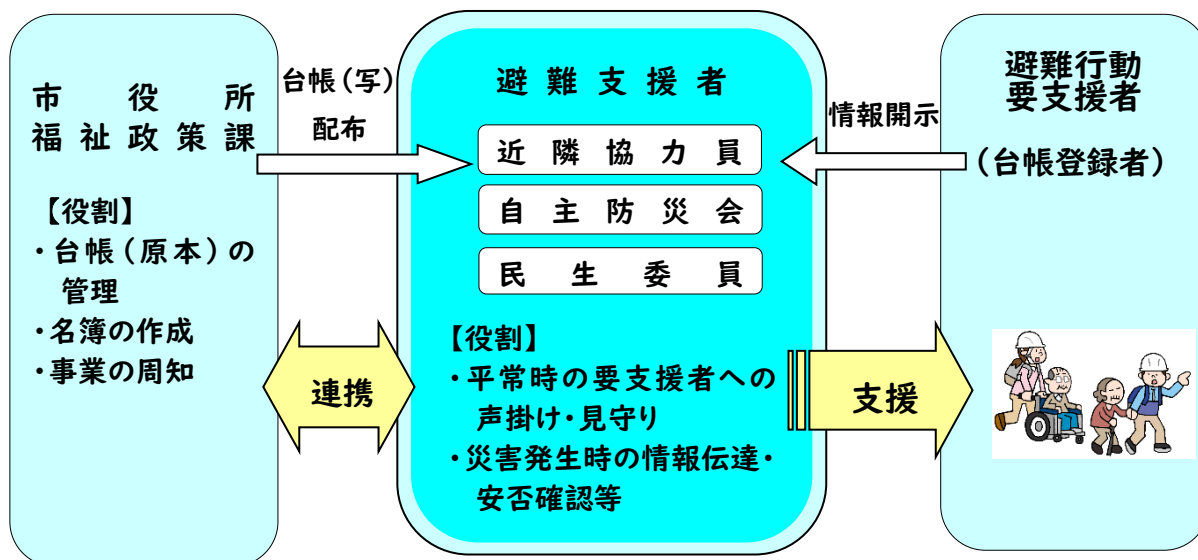 市役所
福祉政策課
【役割】
・台帳(原本)の
管理
・名簿の作成
・事業の周知
台帳(写)
配布
連携
避難支援者
近隣協力員
自主防災会
民生委員
【役割】
・平常時の要支援者への
声掛け・見守り
・災害発生時の情報伝達・
安否確認等
情報開示
支援
避難行動
要支援者
(台帳登録者)